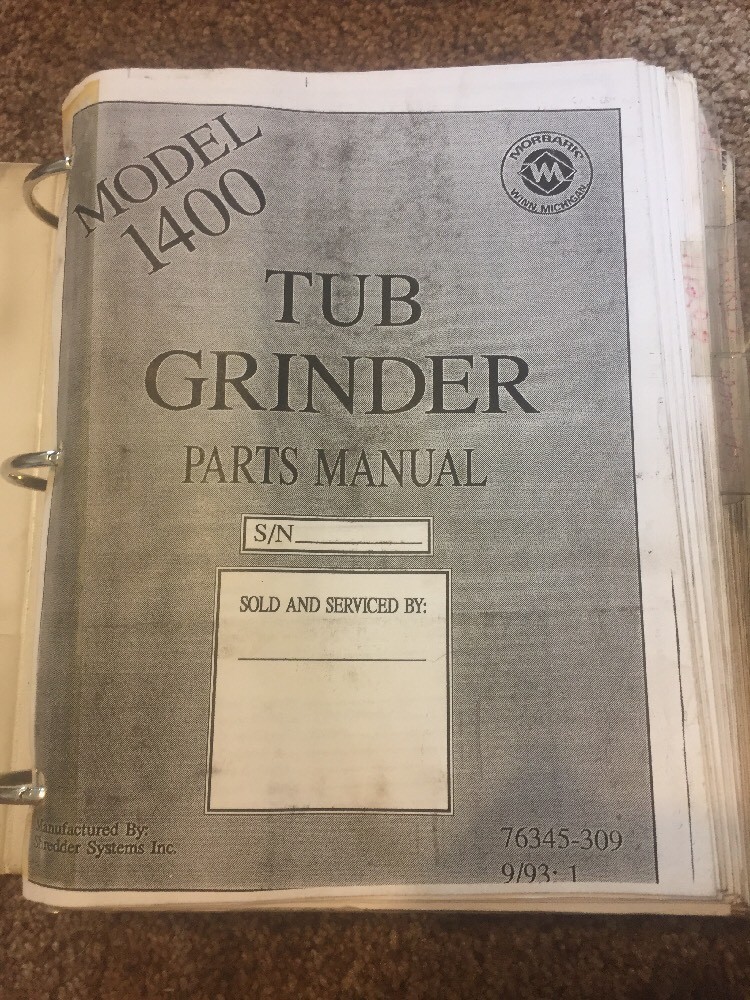 MODEL
1400
MORBARK
WINN, MICHIGAN
TUB
GRINDER
PARTS MANUAL
S/N
SOLD AND SERVICED BY:
Manufactured By:
Shredder Systems Inc.
76345-309
9/93: 1